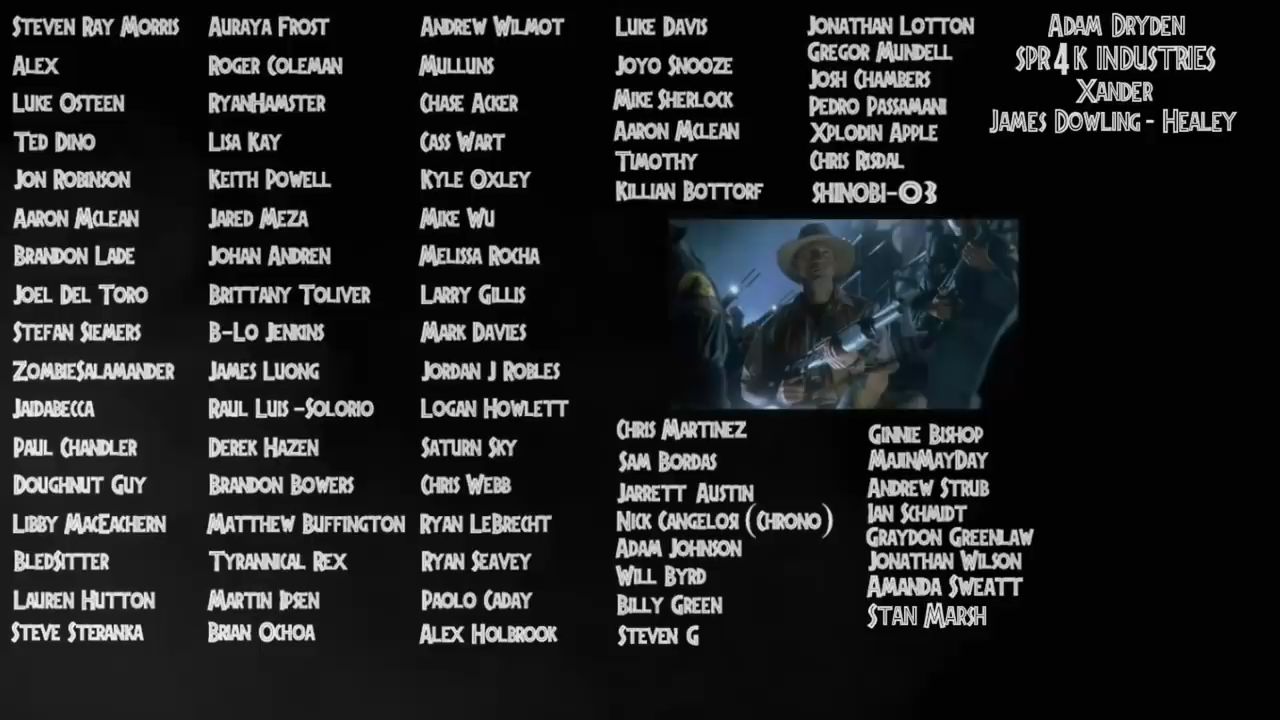 Steven Ray Morris
Alex
Luke Osteen
Ted Dino
Jon Robinson
Aaron Mclean
Brandon Lade
Joel Del Toro
Stefan Siemers
ZombieSalamander
Jaidabecca
Paul Chandler
Doughnut Guy
Libby MacEachern
BledSitter
Lauren Hutton
Steve Steranka
Auraya Frost
Roger Coleman
RyanHamster
Lisa Kay
Keith Powell
Jared Meza
Johan Andren
Brittany Toliver
B-Lo Jenkins
James Luong
Raul Luis -Solorio
Derek Hazen
Brandon Bowers
Matthew Buffington
Tyrannical Rex
Martin Ipsen
Brian Ochoa
Andrew Wilmot
Mulluns
Chase Acker
Cass Wart
Kyle Oxley
Mike Wu
Melissa Rocha
Larry Gillis
Mark Davies
Jordan J Robles
Logan Howlett
Saturn Sky
Chris Webb
Ryan LeBrecht
Ryan Seavey
Paolo Caday
Alex Holbrook
Luke Davis
Joyo Snooze
Mike Sherlock
Aaron Mclean
Timothy
Killian Bottorf
Jonathan Lotton
Gregor Mundell
Josh Chambers
Pedro Passamani
Xplodin Apple
Chris Risdal
SHINOBI-03
Adam Dryden
SPR4K INDUSTRIES
Xander
James Dowling - Healey
Chris Martinez
Sam Bordas
Jarrett Austin
Nick Cangelosi (Chrono)
Adam Johnson
Will Byrd
Billy Green
Steven G
Ginnie Bishop
MajinMayDay
Andrew Strub
Ian Schmidt
Graydon Greenlaw
Jonathan Wilson
Amanda Sweatt
Stan Marsh